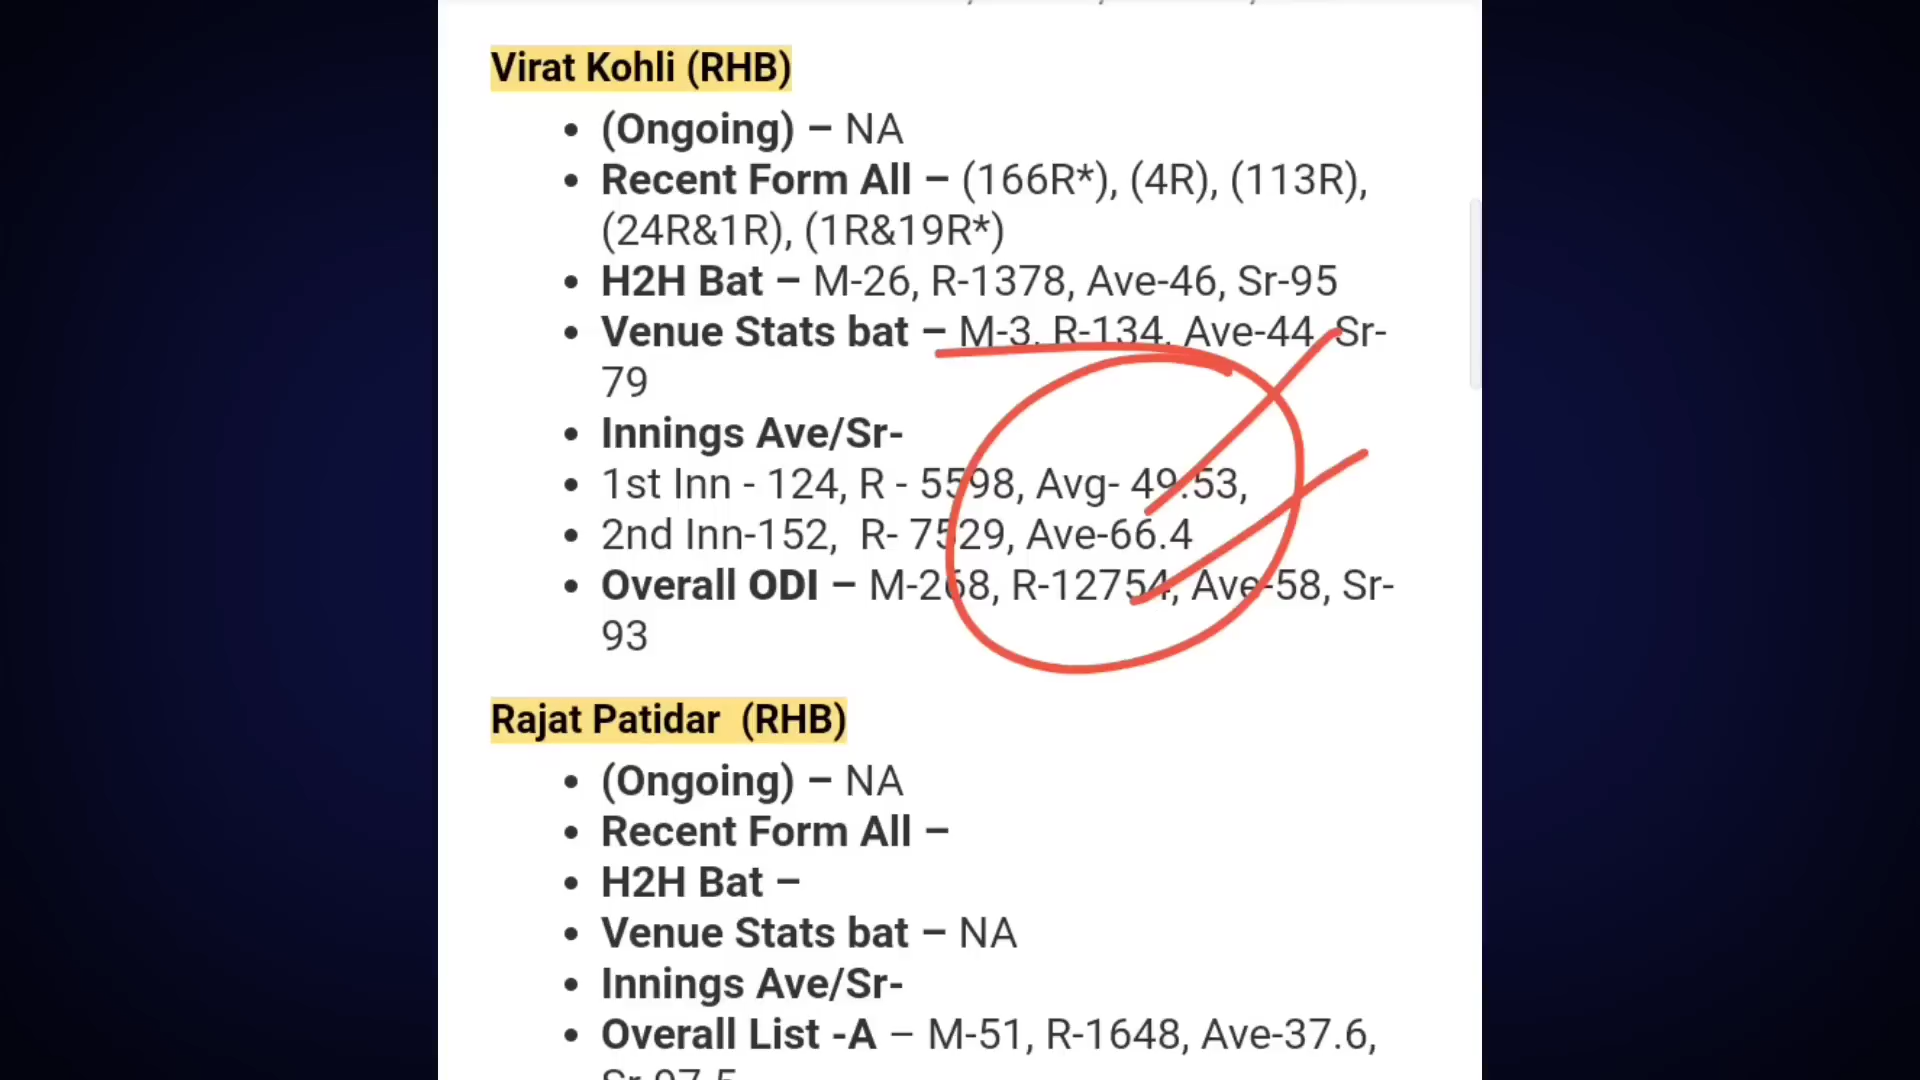 Virat Kohli (RHB)
• (Ongoing) – NA
• Recent Form All – (166R*), (4R), (113R),
(24R&1R), (1R&19R*)
• H2H Bat – M-26, R-1378, Ave-46, Sr-95
• Venue Stats bat – M-3, R-134, Ave-44, Sr-
79
• Innings Ave/Sr-
• 1st Inn - 124, R - 5598, Avg- 49.53,
• 2nd Inn-152,  R- 7529, Ave-66.4
• Overall ODI – M-268, R-12754, Ave-58, Sr-
93
Rajat Patidar  (RHB)
• (Ongoing) – NA
• Recent Form All –
• H2H Bat –
• Venue Stats bat – NA
• Innings Ave/Sr-
• Overall List -A – M-51, R-1648, Ave-37.6,